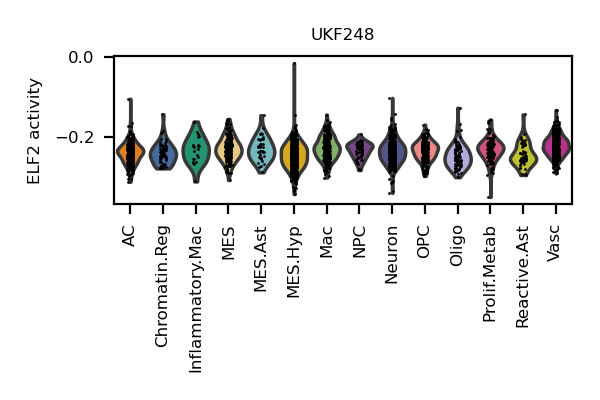 UKF248
ELF2 activity
0.0
−0.2
AC
Chromatin.Reg
Inflammatory.Mac
MES
MES.Ast
MES.Hyp
Mac
NPC
Neuron
OPC
Oligo
Prolif.Metab
Reactive.Ast
Vasc